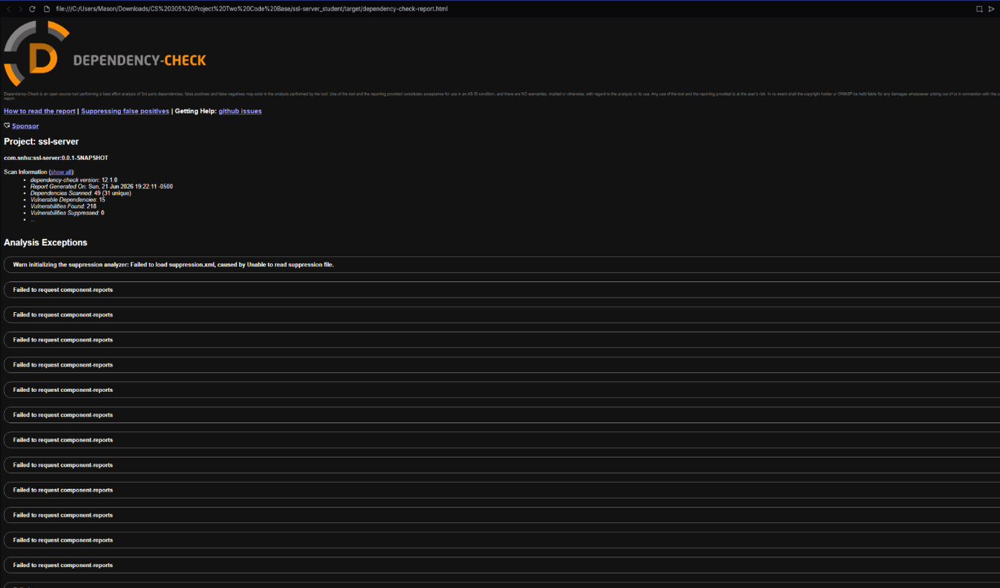 file:///C:/Users/Mason/Downloads/CS%20305%20Project%20Two%20Code%20Base/ssl-server_student/target/dependency-check-report.html
DEPENDENCY-CHECK
Dependency-Check is an open source tool performing a best effort analysis of 3rd party dependencies; false positives and false negatives may exist in the analysis performed by the tool. Use of the tool and the reporting provided constitutes acceptance for use in an AS IS condition, and there are NO warranties, implied or otherwise, with regard to the analysis or its use. Any use of the tool and the reporting provided is at the user's risk. In no event shall the copyright holder or OWASP be held liable for any damages whatsoever arising out of or in connection with the u
report.
How to read the report | Suppressing false positives | Getting Help: github issues
Sponsor
Project: ssl-server
com.snhu:ssl-server:0.0.1-SNAPSHOT
Scan Information (show all):
• dependency-check version: 12.1.0
• Report Generated On: Sun, 21 Jun 2026 19:22:11 -0500
• Dependencies Scanned: 49 (31 unique)
• Vulnerable Dependencies: 15
• Vulnerabilities Found: 218
• Vulnerabilities Suppressed: 0
• ...
Analysis Exceptions
Warn initializing the suppression analyzer: Failed to load suppression.xml, caused by Unable to read suppression file.
Failed to request component-reports
Failed to request component-reports
Failed to request component-reports
Failed to request component-reports
Failed to request component-reports
Failed to request component-reports
Failed to request component-reports
Failed to request component-reports
Failed to request component-reports
Failed to request component-reports
Failed to request component-reports
Failed to request component-reports